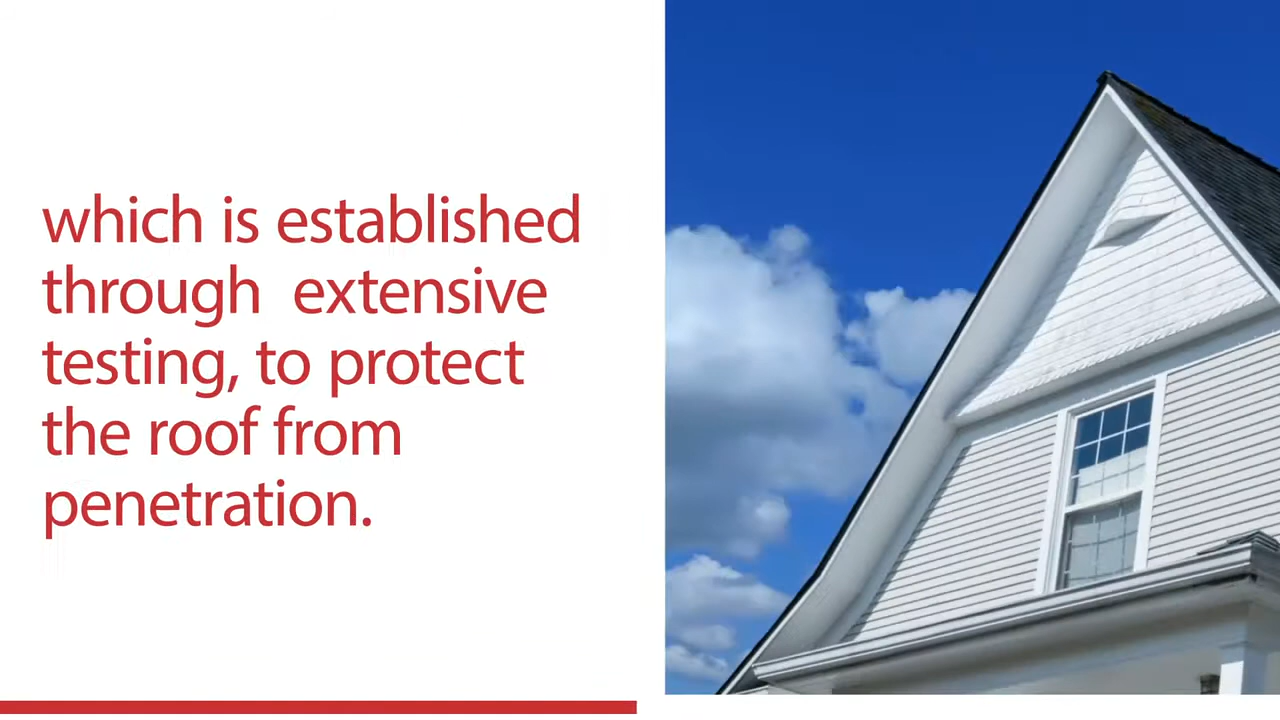 which is established
through  extensive
testing, to protect
the roof from
penetration.